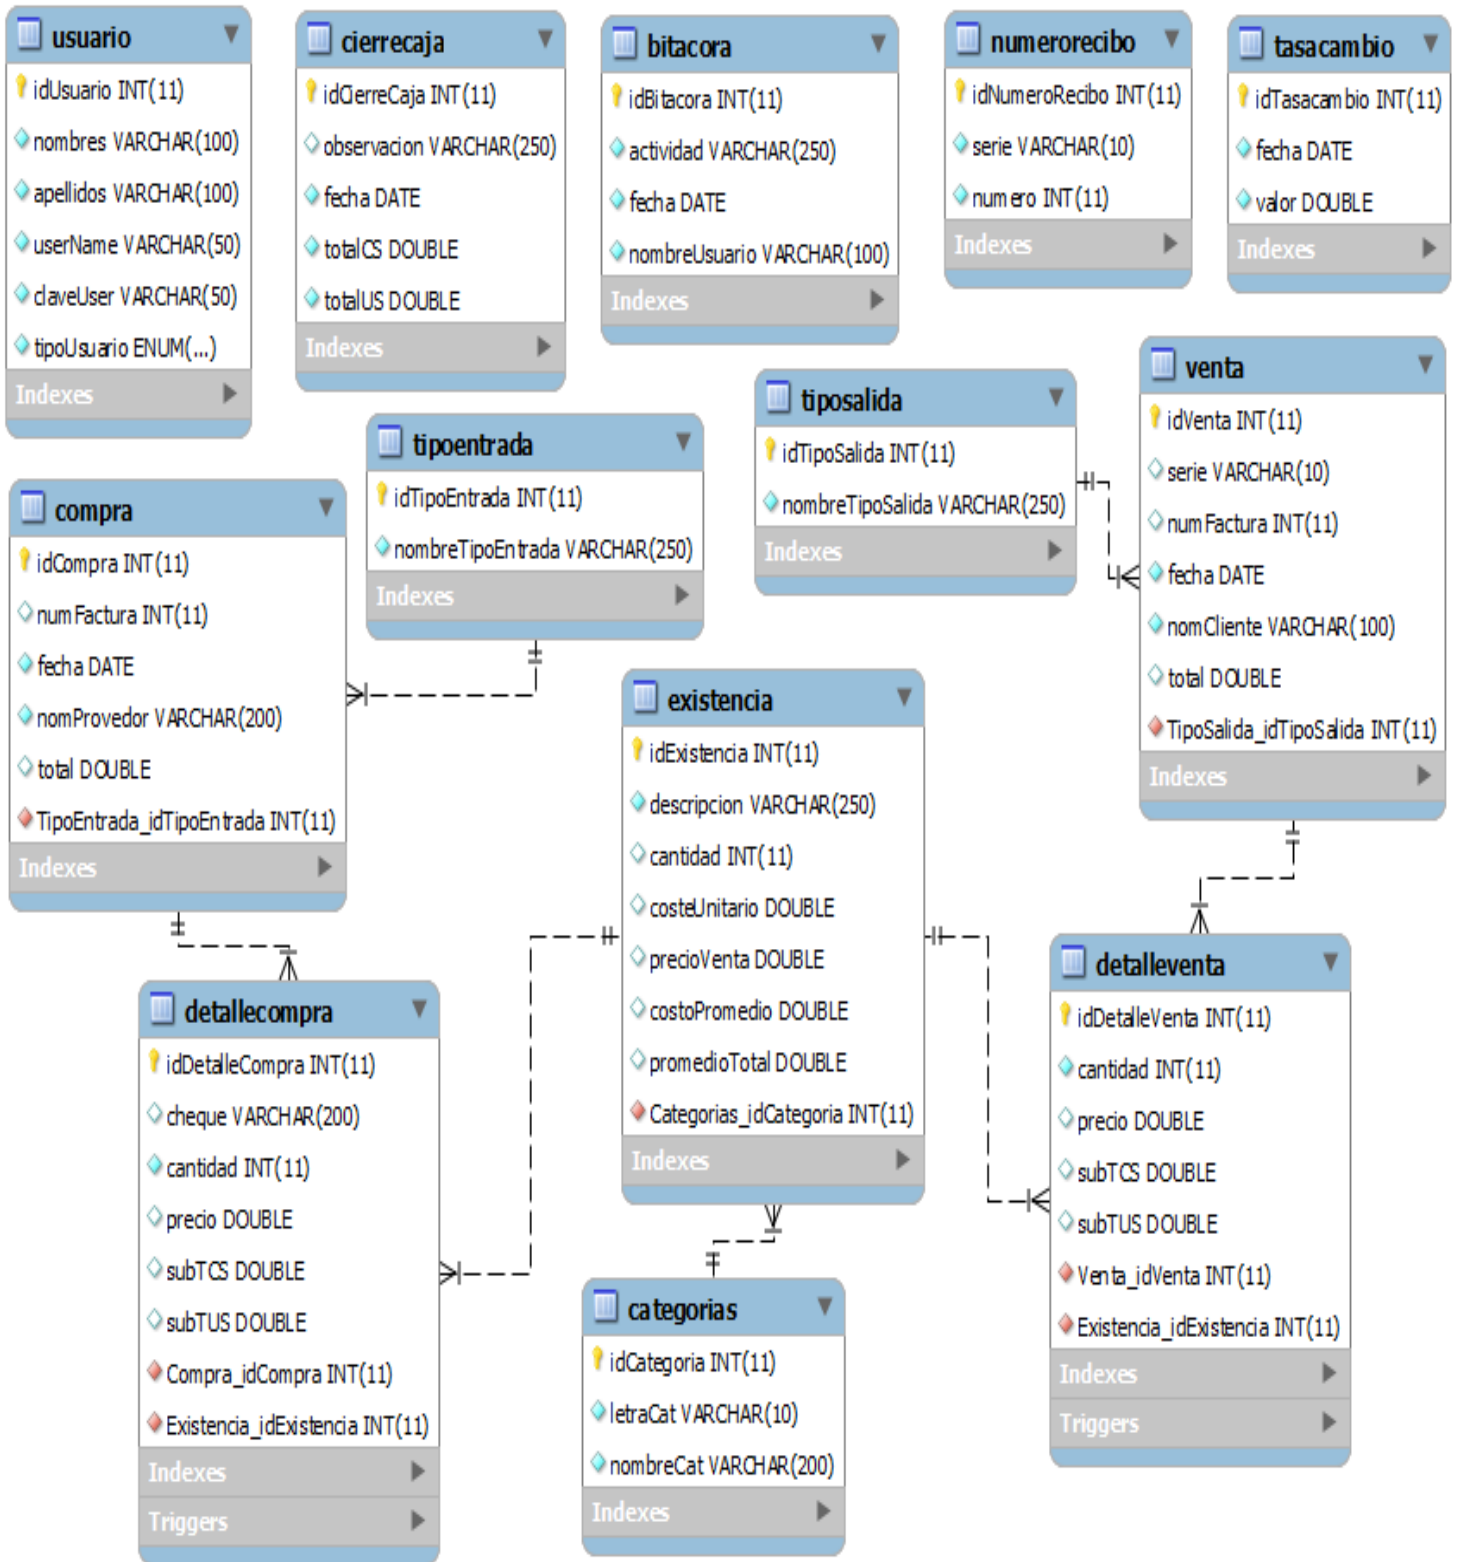 usuario
idUsuario INT(11)
nombres VARCHAR(100)
apellidos VARCHAR(100)
userName VARCHAR(50)
claveUser VARCHAR(50)
tipoUsuario ENUM(...)
Indexes
cierrecaja
idCierreCaja INT(11)
observacion VARCHAR(250)
fecha DATE
totalCS DOUBLE
totalUS DOUBLE
Indexes
bitacora
idBitacora INT(11)
actividad VARCHAR(250)
fecha DATE
nombreUsuario VARCHAR(100)
Indexes
numerorecibo
idNumeroRecibo INT(11)
serie VARCHAR(10)
numero INT(11)
Indexes
tasacambio
idTasacambio INT(11)
fecha DATE
valor DOUBLE
Indexes
compra
idCompra INT(11)
numFactura INT(11)
fecha DATE
nomProvedor VARCHAR(200)
total DOUBLE
TipoEntrada_idTipoEntrada INT(11)
Indexes
tipoentrada
idTipoEntrada INT(11)
nombreTipoEntrada VARCHAR(250)
Indexes
tiposalida
idTipoSalida INT(11)
nombreTipoSalida VARCHAR(250)
Indexes
venta
idVenta INT(11)
serie VARCHAR(10)
numFactura INT(11)
fecha DATE
nomCliente VARCHAR(100)
total DOUBLE
TipoSalida_idTipoSalida INT(11)
Indexes
existencia
idExistencia INT(11)
descripcion VARCHAR(250)
cantidad INT(11)
costeUnitario DOUBLE
precioVenta DOUBLE
costoPromedio DOUBLE
promedioTotal DOUBLE
Categorias_idCategoria INT(11)
Indexes
detallecompra
idDetalleCompra INT(11)
cheque VARCHAR(200)
cantidad INT(11)
precio DOUBLE
subTCS DOUBLE
subTUS DOUBLE
Compra_idCompra INT(11)
Existencia_idExistencia INT(11)
Indexes
Triggers
categorias
idCategoria INT(11)
letraCat VARCHAR(10)
nombreCat VARCHAR(200)
Indexes
detalleventa
idDetalleVenta INT(11)
cantidad INT(11)
precio DOUBLE
subTCS DOUBLE
subTUS DOUBLE
Venta_idVenta INT(11)
Existencia_idExistencia INT(11)
Indexes
Triggers